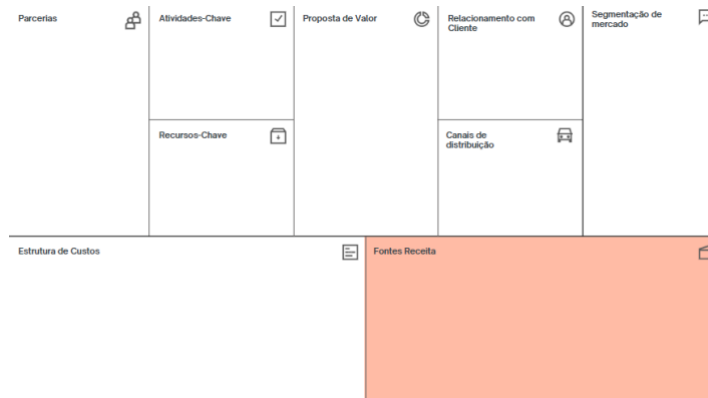 Parcerias
Atividades-Chave
Proposta de Valor
Relacionamento com
Cliente
Segmentação de
mercado
Recursos-Chave
Canais de
distribuição
Estrutura de Custos
Fontes Receita